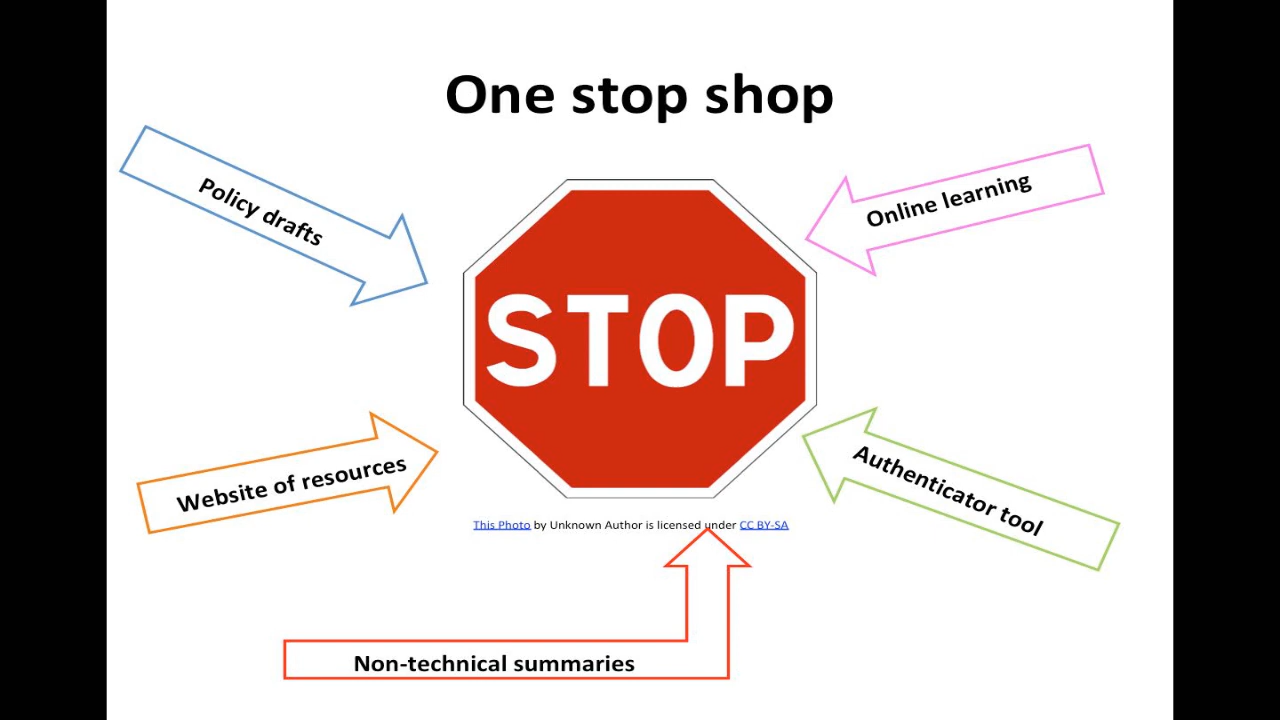 One stop shop
Policy drafts
Online learning
STOP
Website of resources
Authenticator tool
This Photo by Unknown Author is licensed under CC BY-SA
Non-technical summaries